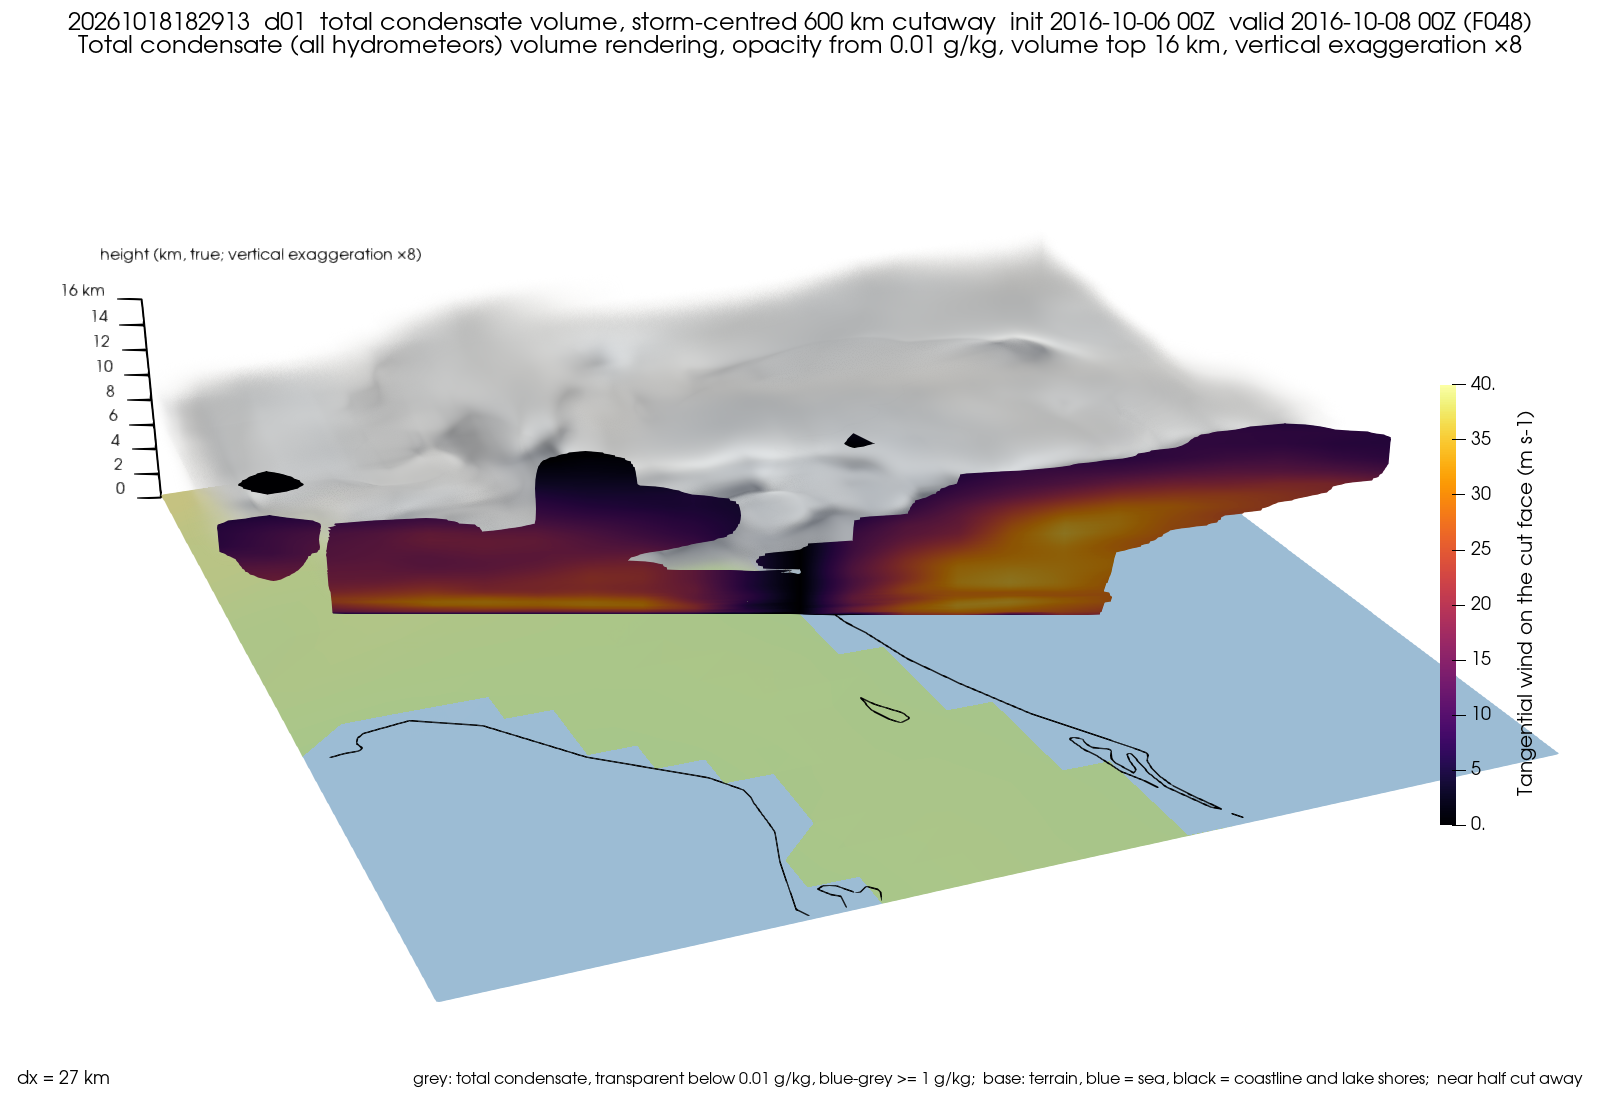 20261018182913 d01 total condensate volume, storm-centred 600 km cutaway init 2016-10-06 00Z valid 2016-10-08 00Z (F048)
Total condensate (all hydrometeors) volume rendering, opacity from 0.01 g/kg, volume top 16 km, vertical exaggeration ×8
height (km, true; vertical exaggeration ×8)
16 km
14
12
10
8
6
4
2
0
40.
35
30
25
20
15
10
5
0.
Tangential wind on the cut face (m s-1)
dx = 27 km
grey: total condensate, transparent below 0.01 g/kg, blue-grey >= 1 g/kg; base: terrain, blue = sea, black = coastline and lake shores; near half cut away